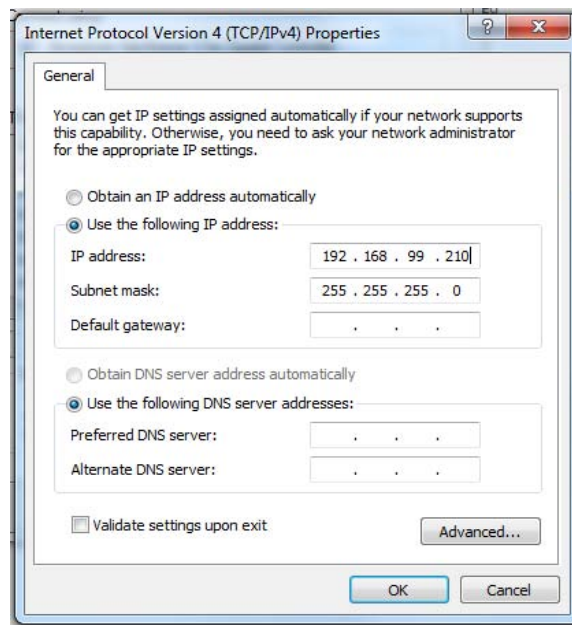 Internet Protocol Version 4 (TCP/IPv4) Properties
General
You can get IP settings assigned automatically if your network supports
this capability. Otherwise, you need to ask your network administrator
for the appropriate IP settings.
Obtain an IP address automatically
Use the following IP address:
IP address: 192 . 168 . 99 . 210
Subnet mask: 255 . 255 . 255 . 0
Default gateway: . . .
Obtain DNS server address automatically
Use the following DNS server addresses:
Preferred DNS server: . . .
Alternate DNS server: . . .
Validate settings upon exit
Advanced...
OK Cancel